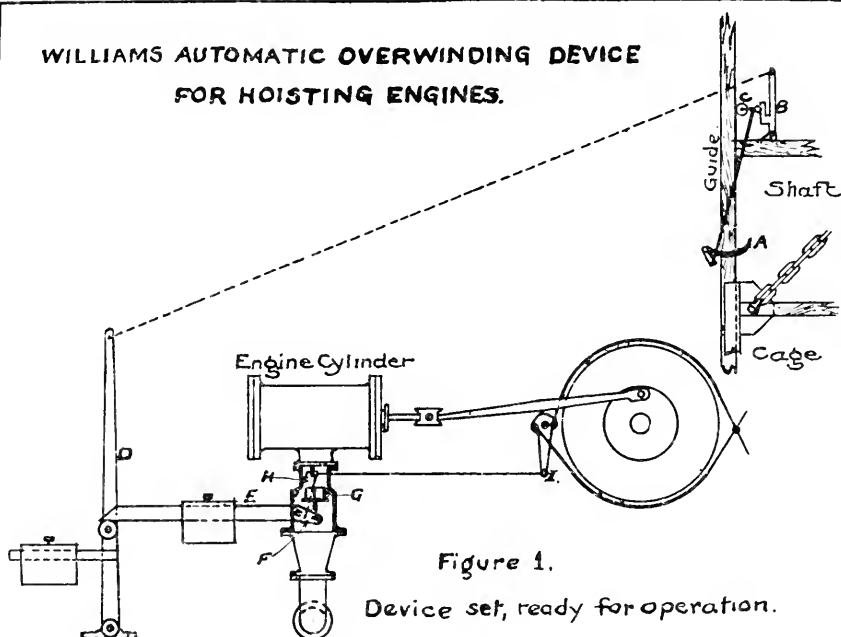 WILLIAMS AUTOMATIC OVERWINDING DEVICE
FOR HOISTING ENGINES.
C
B
Guide
Shaft
A
Cage
Engine Cylinder
D
H
G
E
I.
F
Figure 1.
Device set, ready for operation.